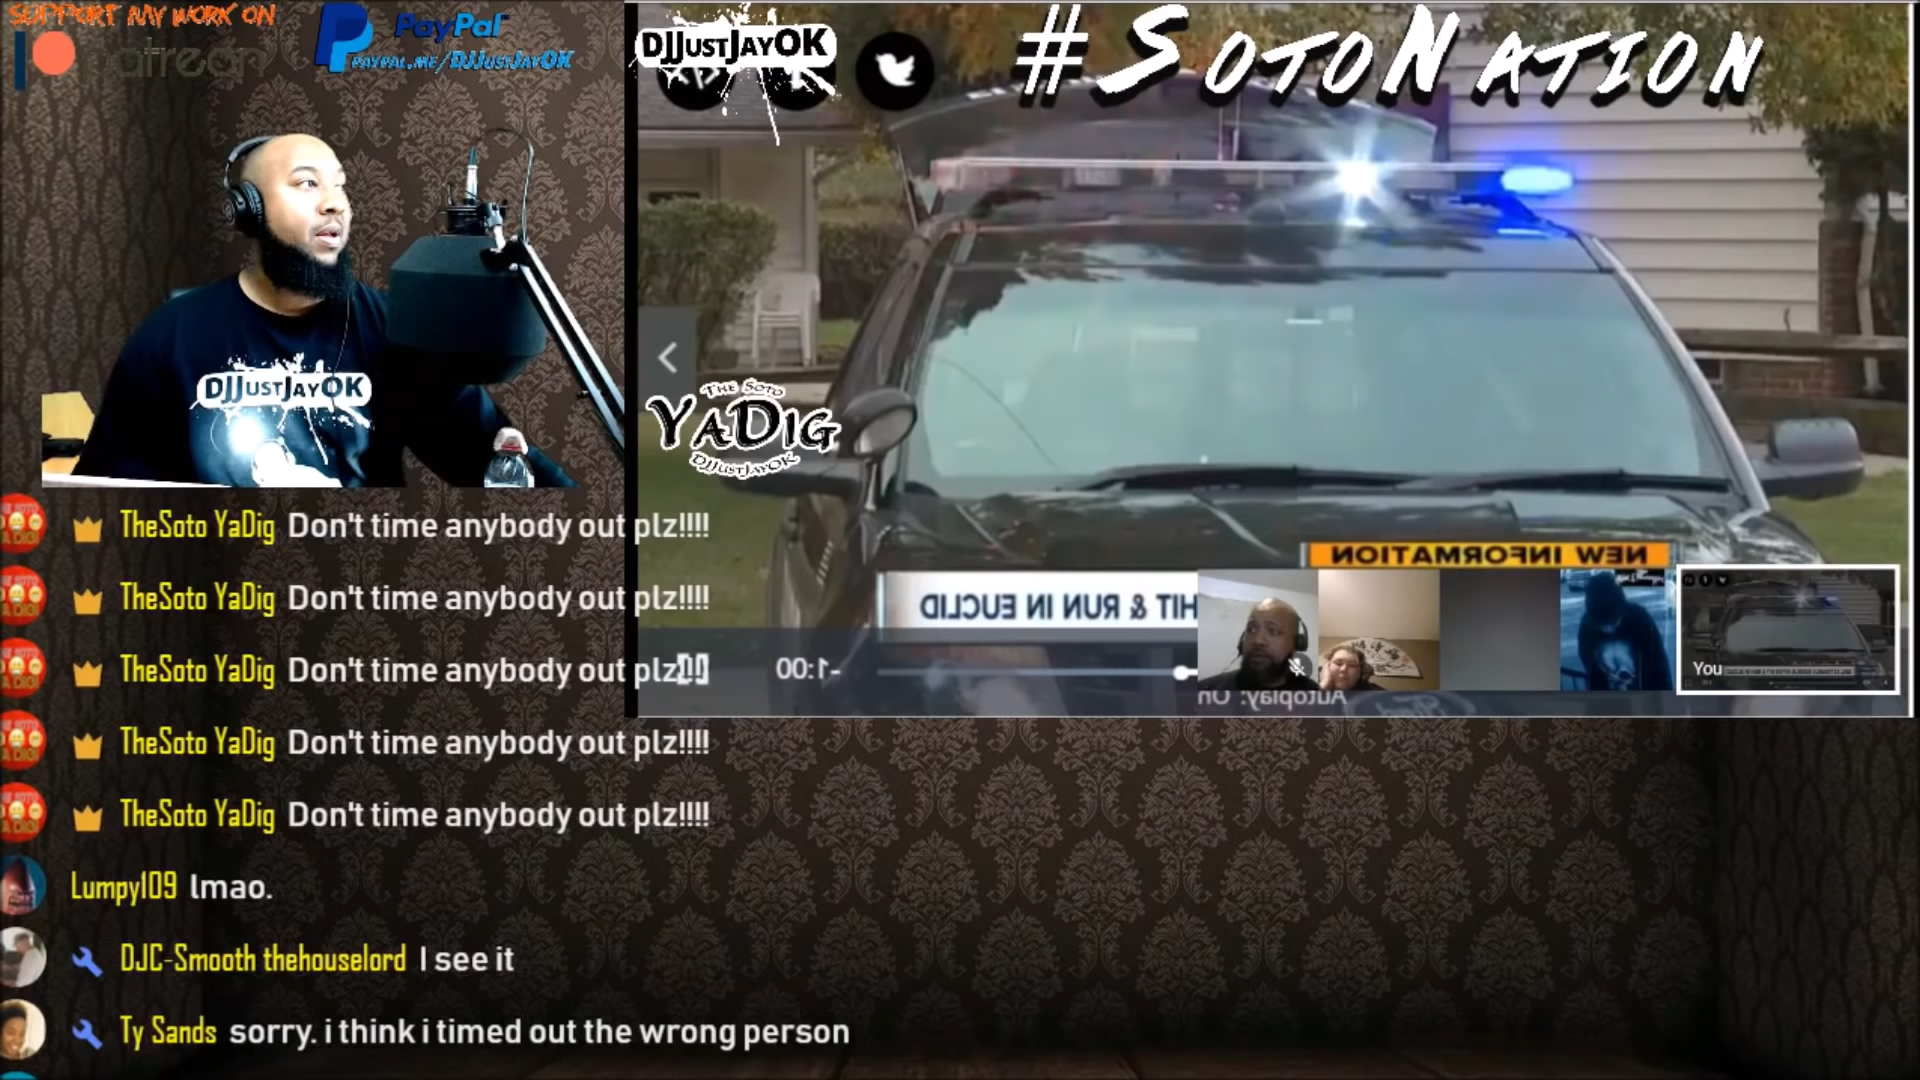 SUPPORT MY WORK ON
Patreon
PayPal
PAYPAL.ME/DJJUSTJAYOK
DJJUSTJAYOK
#SOTONATION
DJJUSTJAYOK
THE SOTO
YADIG
DJJUSTJAYOK
NEW INFORMATION
HIT & RUN IN EUCLID
-1:00
Autoplay: On
You
TheSoto YaDig Don't time anybody out plz!!!!
TheSoto YaDig Don't time anybody out plz!!!!
TheSoto YaDig Don't time anybody out plz!!!!
TheSoto YaDig Don't time anybody out plz!!!!
TheSoto YaDig Don't time anybody out plz!!!!
Lumpy109 lmao.
DJC-Smooth thehouselord I see it
Ty Sands sorry. i think i timed out the wrong person